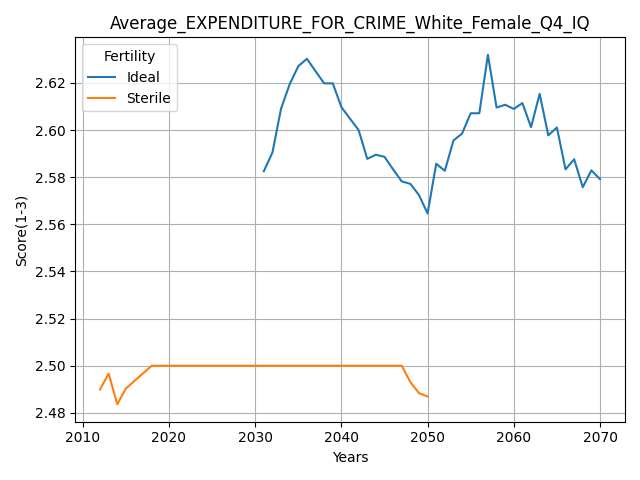 Average_EXPENDITURE_FOR_CRIME_White_Female_Q4_IQ
Fertility
Ideal
Sterile
Score(1-3)
2.62
2.60
2.58
2.56
2.54
2.52
2.50
2.48
2010 2020 2030 2040 2050 2060 2070
Years